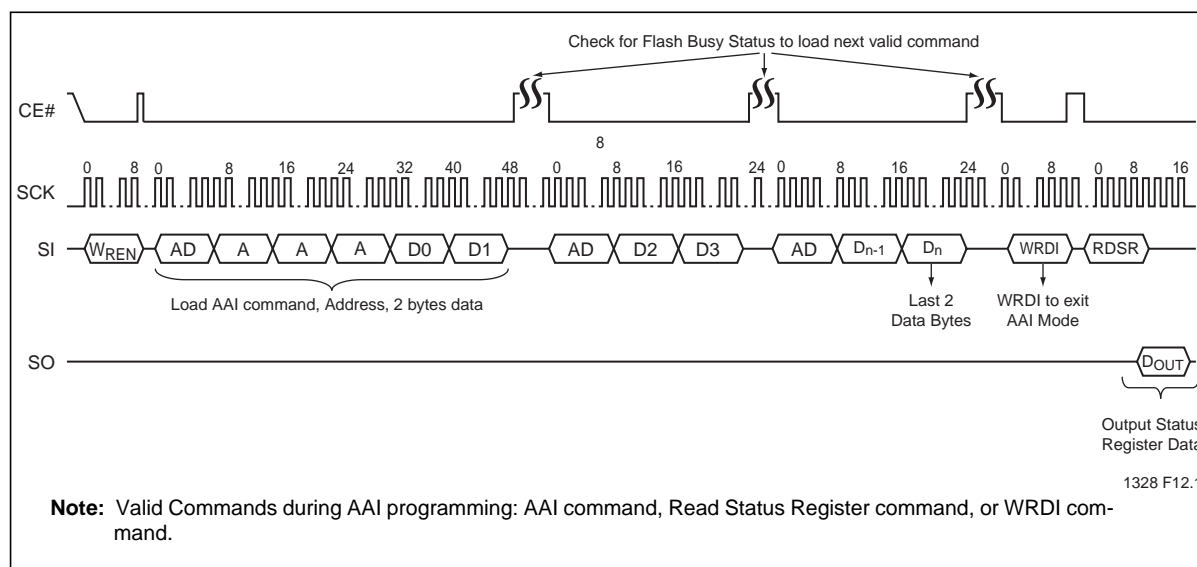 Check for Flash Busy Status to load next valid command
CE#
8
0 8 0 8 16 24 32 40 48 0 8 16 24 0 8 16 24 0 8 0 8 16
SCK
SI WREN AD A A A D0 D1 AD D2 D3 AD Dn-1 Dn WRDI RDSR
Load AAI command, Address, 2 bytes data
Last 2
Data Bytes
WRDI to exit
AAI Mode
SO DOUT
Output Status
Register Data
1328 F12.1
Note: Valid Commands during AAI programming: AAI command, Read Status Register command, or WRDI com-
mand.